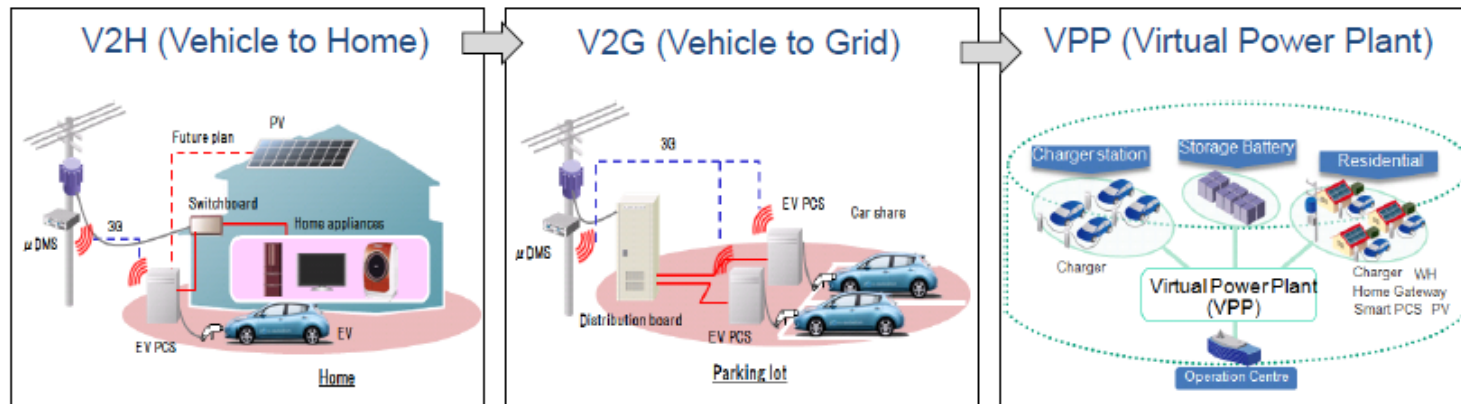 V2H (Vehicle to Home)
PV
Future plan
Switchboard
3G
Home appliances
μDMS
EV PCS
EV
Home
V2G (Vehicle to Grid)
3G
EV PCS
Car share
μDMS
Distribution board
EV PCS
Parking lot
VPP (Virtual Power Plant)
Charger station
Storage Battery
Residential
Charger
Charger WH
Home Gateway
Smart PCS PV
Virtual Power Plant
(VPP)
Operation Centre